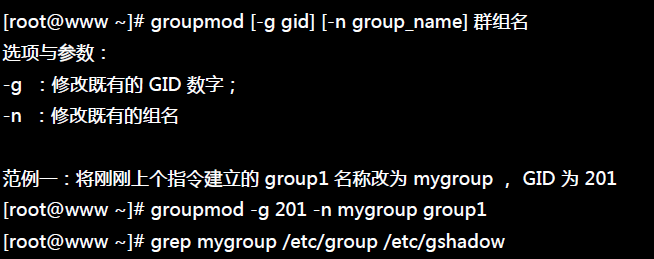 [root@www ~]# groupmod [-g gid] [-n group_name] 群组名
选项与参数：
-g ：修改既有的 GID 数字；
-n ：修改既有的组名
范例一：将刚刚上个指令建立的 group1 名称改为 mygroup ， GID 为 201
[root@www ~]# groupmod -g 201 -n mygroup group1
[root@www ~]# grep mygroup /etc/group /etc/gshadow